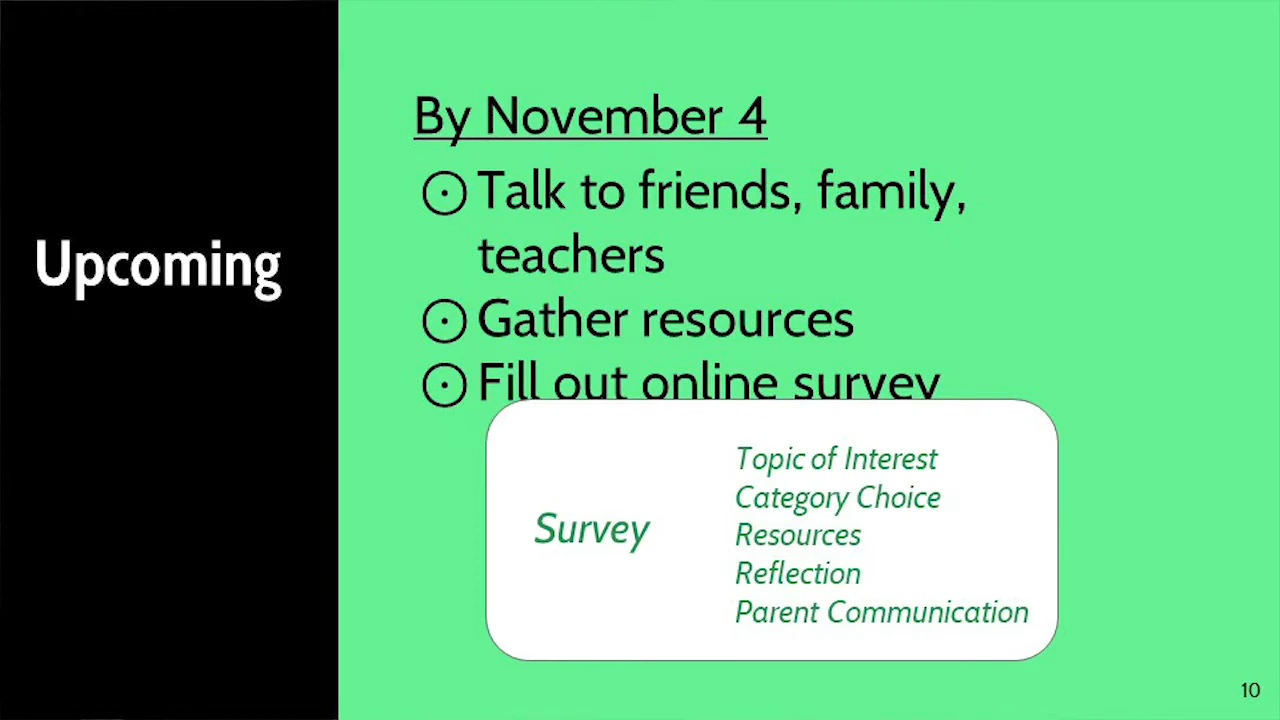 Upcoming
By November 4
Talk to friends, family,
teachers
Gather resources
Fill out online survey
Survey
Topic of Interest
Category Choice
Resources
Reflection
Parent Communication
10